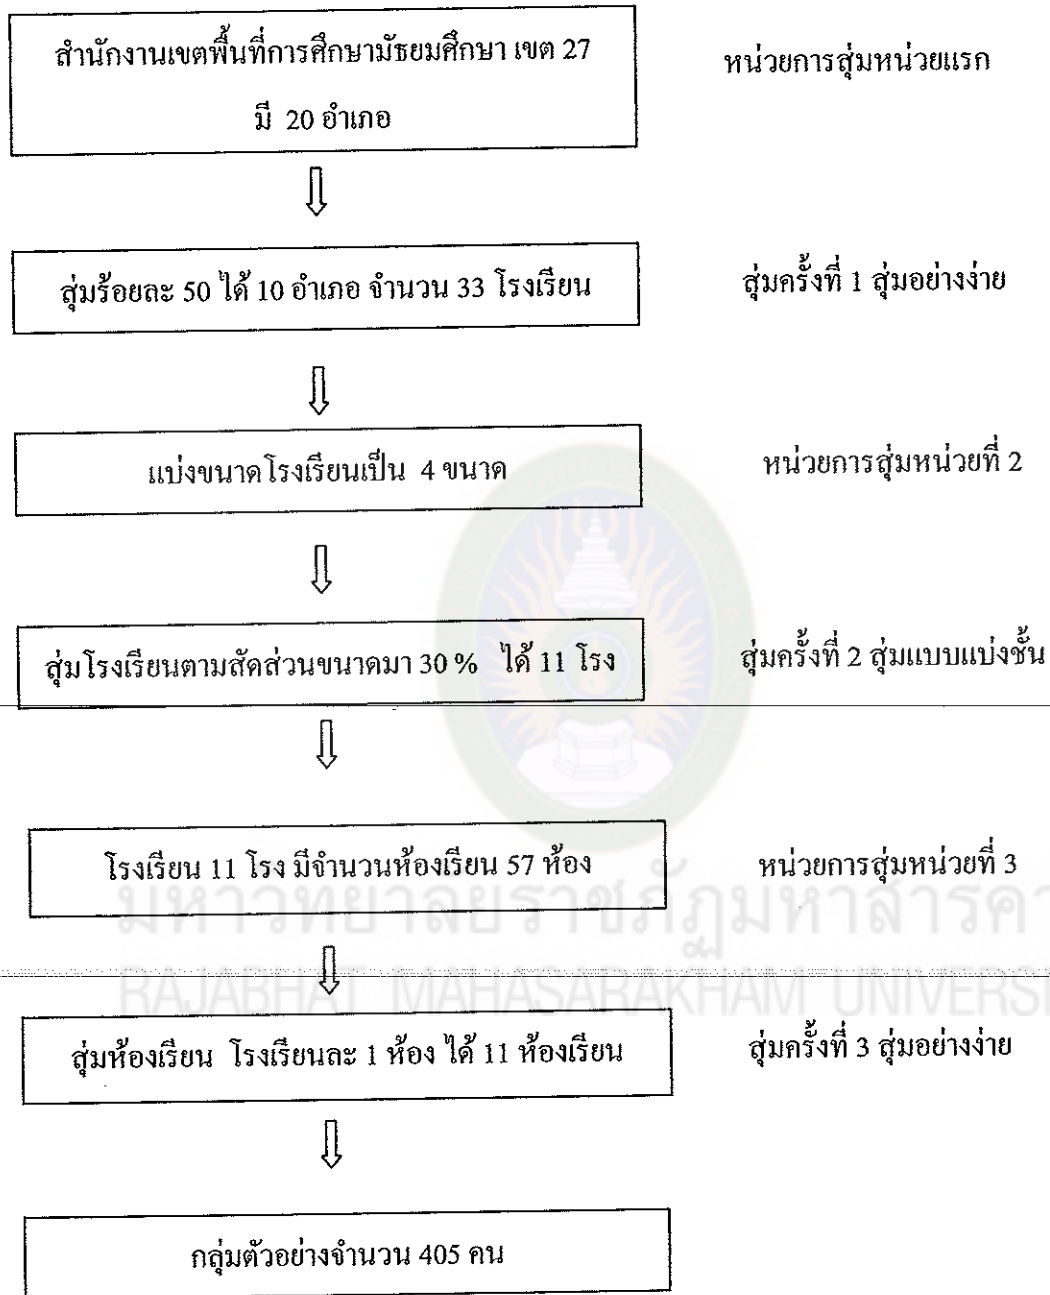 สำนักงานเขตพื้นที่การศึกษามัธยมศึกษา เขต 27
มี 20 อำเภอ
หน่วยการสุ่มหน่วยแรก
สุ่มร้อยละ 50 ได้ 10 อำเภอ จำนวน 33 โรงเรียน
สุ่มครั้งที่ 1 สุ่มอย่างง่าย
แบ่งขนาดโรงเรียนเป็น 4 ขนาด
หน่วยการสุ่มหน่วยที่ 2
สุ่มโรงเรียนตามสัดส่วนขนาดมา 30 % ได้ 11 โรง
สุ่มครั้งที่ 2 สุ่มแบบแบ่งชั้น
โรงเรียน 11 โรง มีจำนวนห้องเรียน 57 ห้อง
หน่วยการสุ่มหน่วยที่ 3
มหาวิทยาลัยราชภัฏมหาสารคา
RAJABHAT MAHASARAKHAM UNIVERSI
สุ่มห้องเรียน โรงเรียนละ 1 ห้อง ได้ 11 ห้องเรียน
สุ่มครั้งที่ 3 สุ่มอย่างง่าย
กลุ่มตัวอย่างจำนวน 405 คน